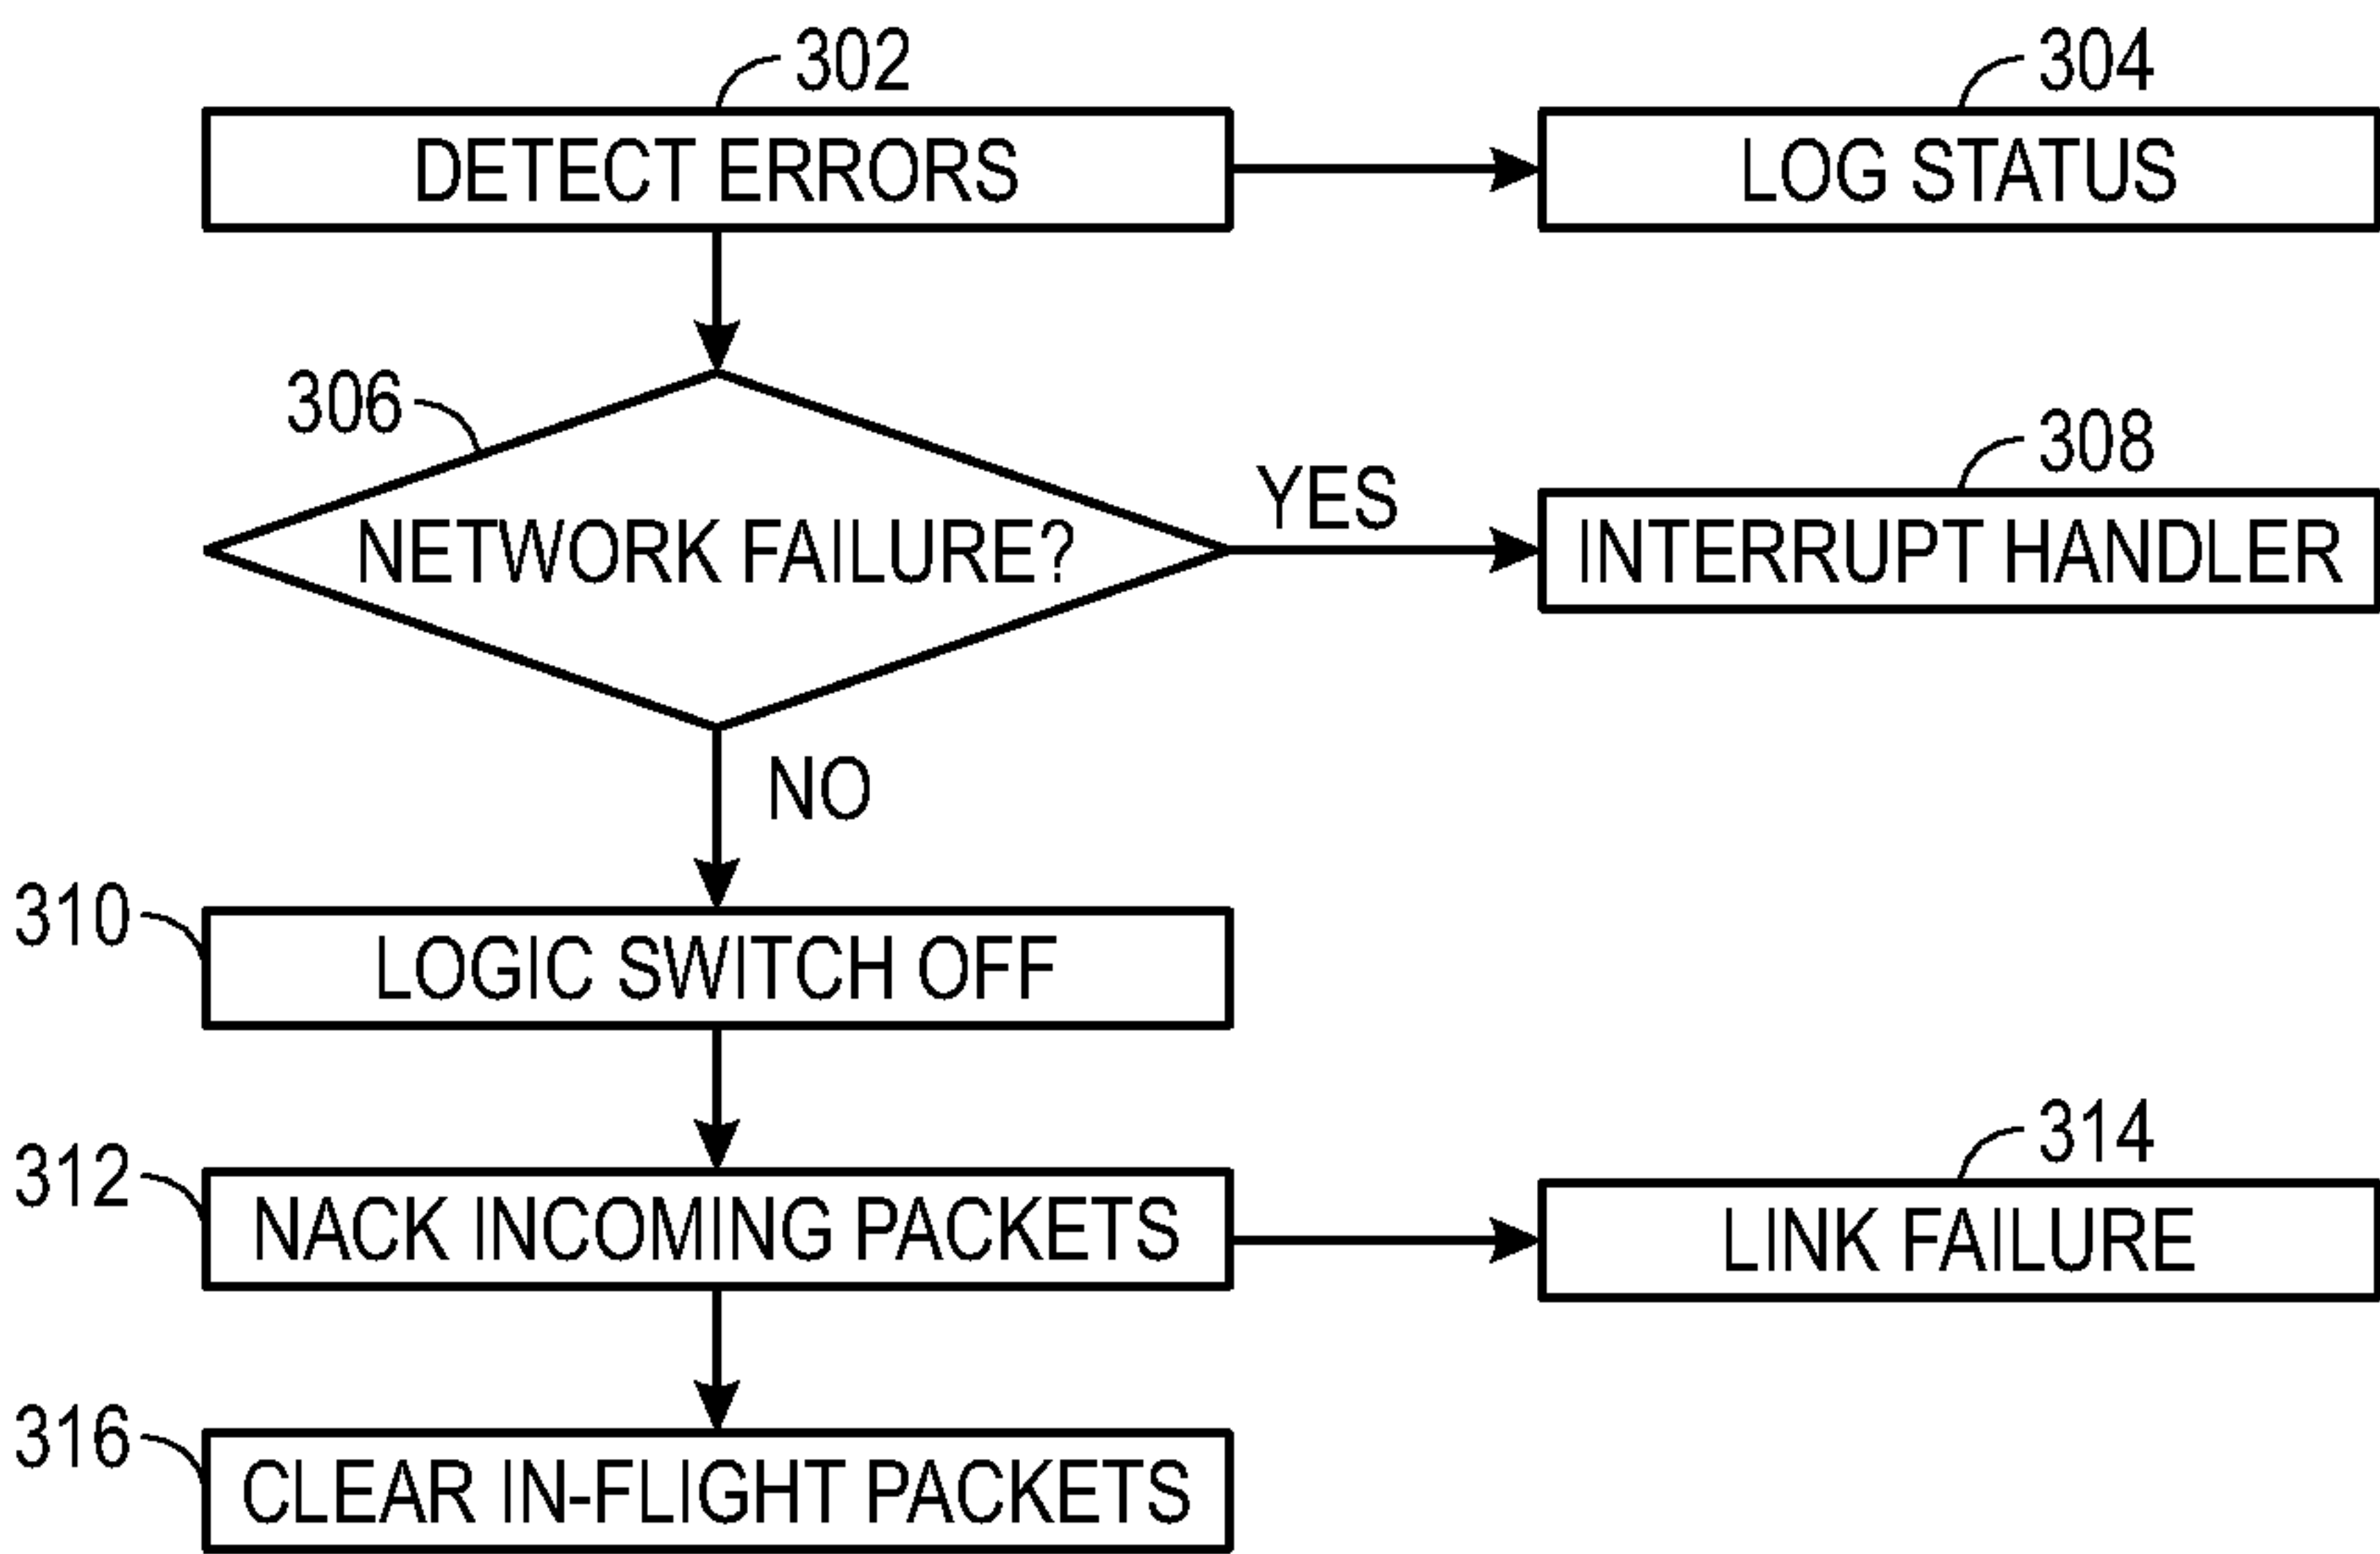 302
304
DETECT ERRORS
LOG STATUS
306
308
NETWORK FAILURE?
YES
INTERRUPT HANDLER
NO
310
LOGIC SWITCH OFF
312
314
NACK INCOMING PACKETS
LINK FAILURE
316
CLEAR IN-FLIGHT PACKETS